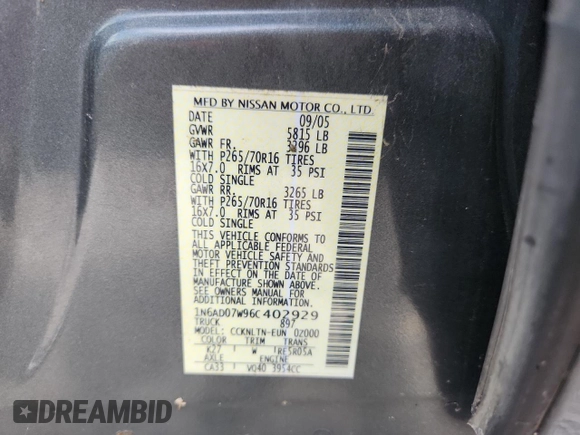 MFD BY NISSAN MOTOR CO., LTD.
DATE 09/05
GVWR 5815 LB
GAWR FR. 3296 LB
WITH P265/70R16 TIRES
16X7.0 RIMS AT 35 PSI
COLD SINGLE
GAWR RR. 3265 LB
WITH P265/70R16 TIRES
16X7.0 RIMS AT 35 PSI
COLD SINGLE
THIS VEHICLE CONFORMS TO
ALL APPLICABLE FEDERAL
MOTOR VEHICLE SAFETY AND
THEFT PREVENTION STANDARDS
IN EFFECT ON THE DATE OF
MANUFACTURE SHOWN ABOVE.
SEE OWNERS MANUAL FOR
ADDITIONAL INFORMATION
1N6AD07W96C402929
TRUCK 897
MODEL: CCKNLTN-EUN 02000
COLOR TRIM TRANS
W RE5R05A
AXLE ENGINE
CA33 VQ40 3954CC
DREAMBID
dreambid.com